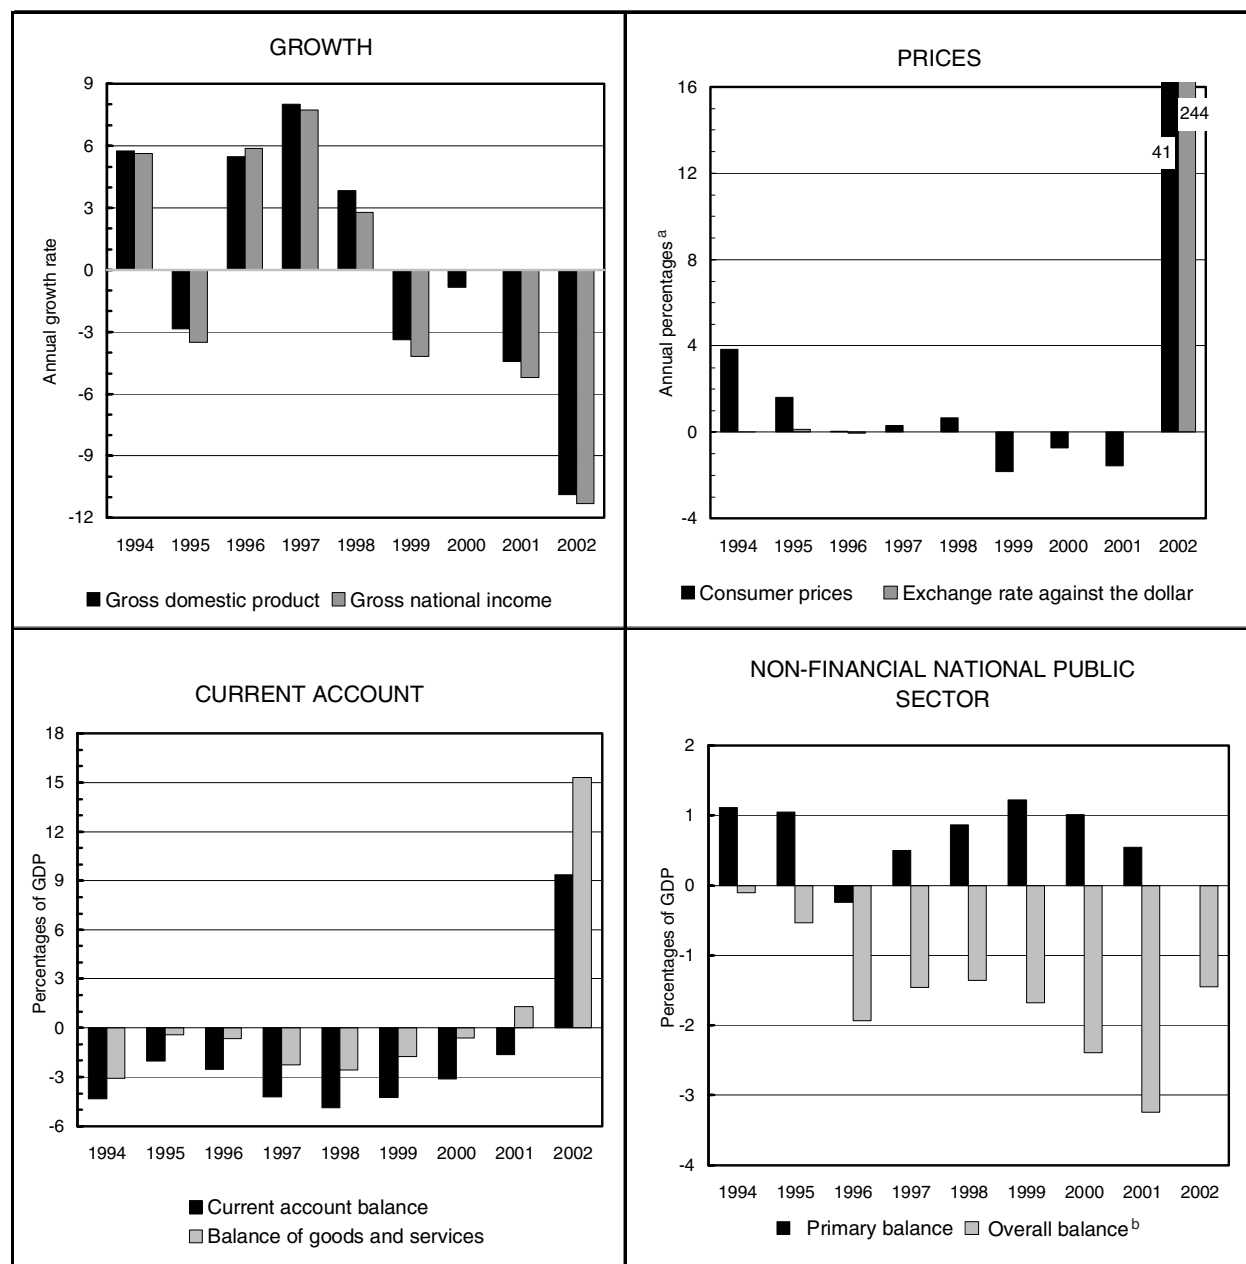 GROWTH
9
6
3
0
-3
-6
-9
-12
Annual growth rate
1994 1995 1996 1997 1998 1999 2000 2001 2002
Gross domestic product Gross national income
PRICES
16
12
8
4
0
-4
Annual percentages a
244
41
1994 1995 1996 1997 1998 1999 2000 2001 2002
Consumer prices Exchange rate against the dollar
CURRENT ACCOUNT
18
15
12
9
6
3
0
-3
-6
Percentages of GDP
1994 1995 1996 1997 1998 1999 2000 2001 2002
Current account balance
Balance of goods and services
NON-FINANCIAL NATIONAL PUBLIC
SECTOR
2
1
0
-1
-2
-3
-4
Percentages of GDP
1994 1995 1996 1997 1998 1999 2000 2001 2002
Primary balance Overall balance b